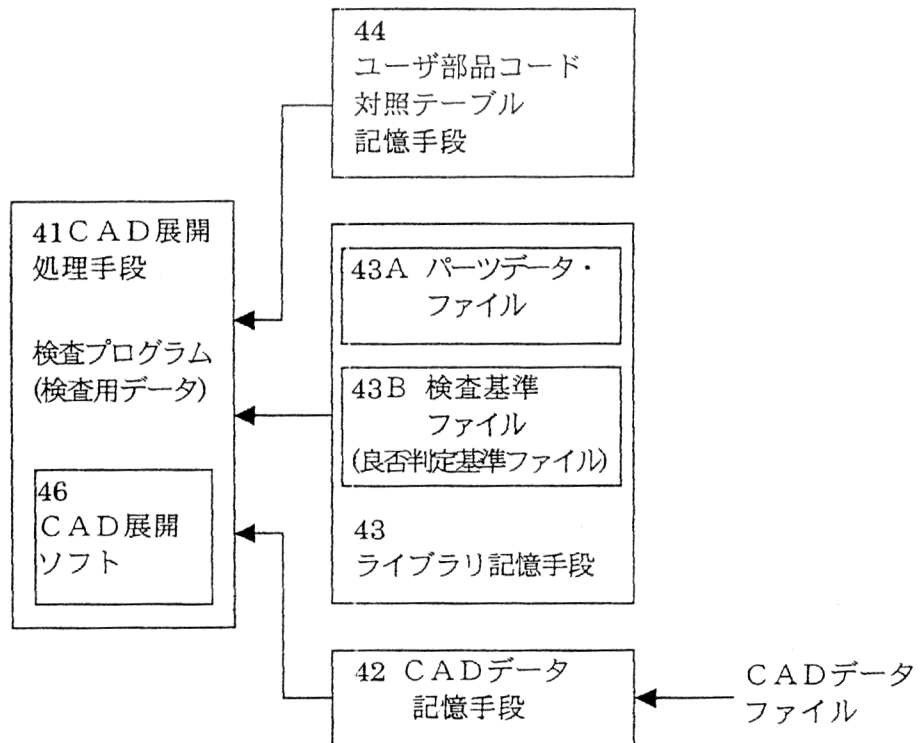 44
ユーザ部品コード
対照テーブル
記憶手段
41CAD展開
処理手段
検査プログラム
(検査用データ)
46
CAD展開
ソフト
43A パーツデータ・
ファイル
43B 検査基準
ファイル
(良否判定基準ファイル)
43
ライブラリ記憶手段
42 CADデータ
記憶手段
CADデータ
ファイル